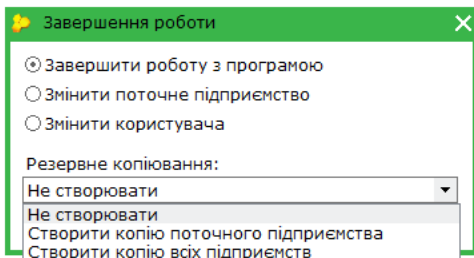 Завершення роботи
Завершити роботу з програмою
Змінити поточне підприємство
Змінити користувача
Резервне копіювання:
Не створювати
Не створювати
Створити копію поточного підприємства
Створити копію всіх підприємств